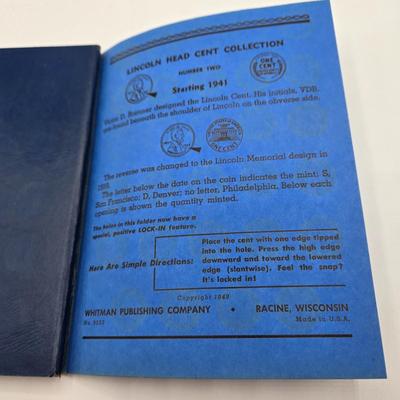 LINCOLN HEAD CENT COLLECTION
NUMBER TWO
Starting 1941
ONE CENT
Victor D. Brenner designed the Lincoln Cent. His initials, VDB,
are found beneath the shoulder of Lincoln on the obverse side.
ONE CENT
The reverse was changed to the Lincoln Memorial design in
1959.
The letter below the date on the coin indicates the mint: S,
San Francisco; D, Denver; no letter, Philadelphia. Below each
opening is shown the quantity minted.
The holes in this folder now have a
special, positive LOCK-IN feature.
Here Are Simple Directions:
Place the cent with one edge tipped
into the hole. Press the high edge
downward and toward the lowered
edge (slantwise). Feel the snap?
It's locked in!
Copyright 1940
WHITMAN PUBLISHING COMPANY • RACINE, WISCONSIN
Made in U.S.A.